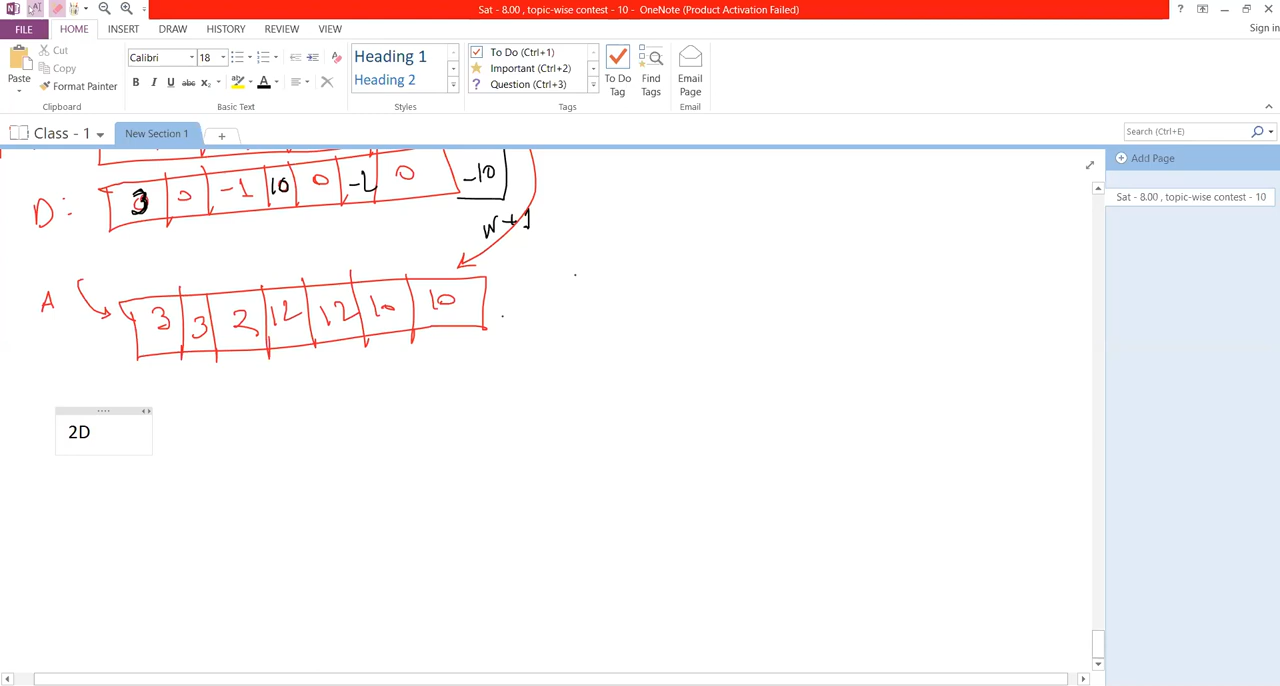 Sat - 8.00 , topic-wise contest - 10 - OneNote (Product Activation Failed)
FILE HOME INSERT DRAW HISTORY REVIEW VIEW
Sign in
Paste
Cut
Copy
Format Painter
Clipboard
Calibri 18
B I U abc X₂ ab A
Basic Text
Heading 1
Heading 2
Styles
To Do (Ctrl+1)
Important (Ctrl+2)
Question (Ctrl+3)
Tags
To Do Tag
Find Tags
Email Page
Email
Class - 1
New Section 1
Search (Ctrl+E)
Add Page
Sat - 8.00 , topic-wise contest - 10
D: 3 0 -1 10 0 -2 0 -10
A 3 3 2 12 12 10 10
2D